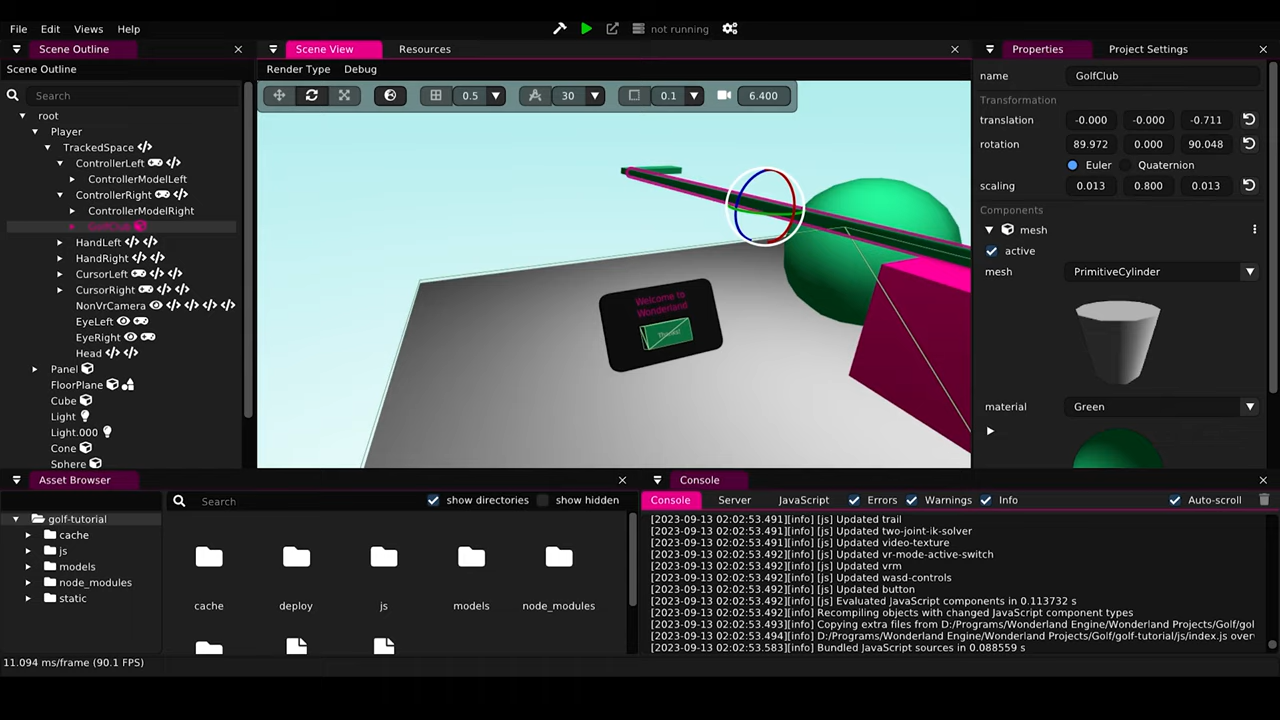 File Edit Views Help
not running
Scene Outline
Scene View Resources
Properties Project Settings
Scene Outline
Search
root
Player
TrackedSpace
ControllerLeft
ControllerModelLeft
ControllerRight
ControllerModelRight
GolfClub
HandLeft
HandRight
CursorLeft
CursorRight
NonVrCamera
EyeLeft
EyeRight
Head
Panel
FloorPlane
Cube
Light
Light.000
Cone
Sphere
Render Type Debug
0.5 30 0.1 6.400
Welcome to
Wonderland
Thanks!
name GolfClub
Transformation
translation -0.000 -0.000 -0.711
rotation 89.972 0.000 90.048
Euler Quaternion
scaling 0.013 0.800 0.013
Components
mesh
active
mesh PrimitiveCylinder
material Green
Asset Browser
golf-tutorial
cache
js
models
node_modules
static
Search show directories show hidden
cache deploy js models node_modules
Console
Console Server JavaScript Errors Warnings Info Auto-scroll
[2023-09-13 02:02:53.491][info] [js] Updated trail
[2023-09-13 02:02:53.491][info] [js] Updated two-joint-ik-solver
[2023-09-13 02:02:53.491][info] [js] Updated video-texture
[2023-09-13 02:02:53.492][info] [js] Updated vr-mode-active-switch
[2023-09-13 02:02:53.492][info] [js] Updated vrm
[2023-09-13 02:02:53.492][info] [js] Updated wasd-controls
[2023-09-13 02:02:53.492][info] [js] Updated button
[2023-09-13 02:02:53.492][info] [js] Evaluated JavaScript components in 0.113732 s
[2023-09-13 02:02:53.492][info] Recompiling objects with changed JavaScript component types
[2023-09-13 02:02:53.493][info] Copying extra files from D:/Programs/Wonderland Engine/Wonderland Projects/Golf/gol
[2023-09-13 02:02:53.494][info] D:/Programs/Wonderland Engine/Wonderland Projects/Golf/golf-tutorial/js/index.js over
[2023-09-13 02:02:53.583][info] Bundled JavaScript sources in 0.088559 s
11.094 ms/frame (90.1 FPS)